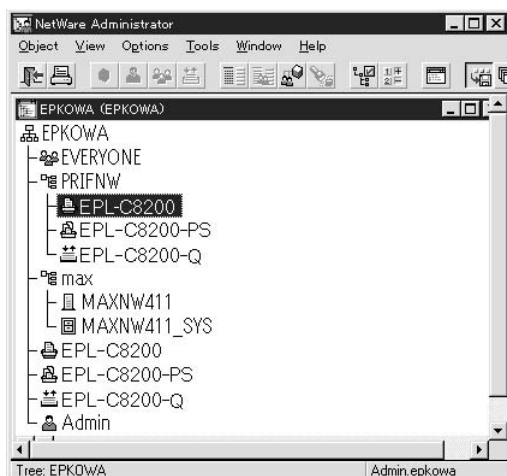 NetWare Administrator
Object View Options Tools Window Help
EPKOWA (EPKOWA)
EPKOWA
EVERYONE
PRIFNW
EPL-C8200
EPL-C8200-PS
EPL-C8200-Q
max
MAXNW411
MAXNW411_SYS
EPL-C8200
EPL-C8200-PS
EPL-C8200-Q
Admin
Tree: EPKOWA Admin.epkowa